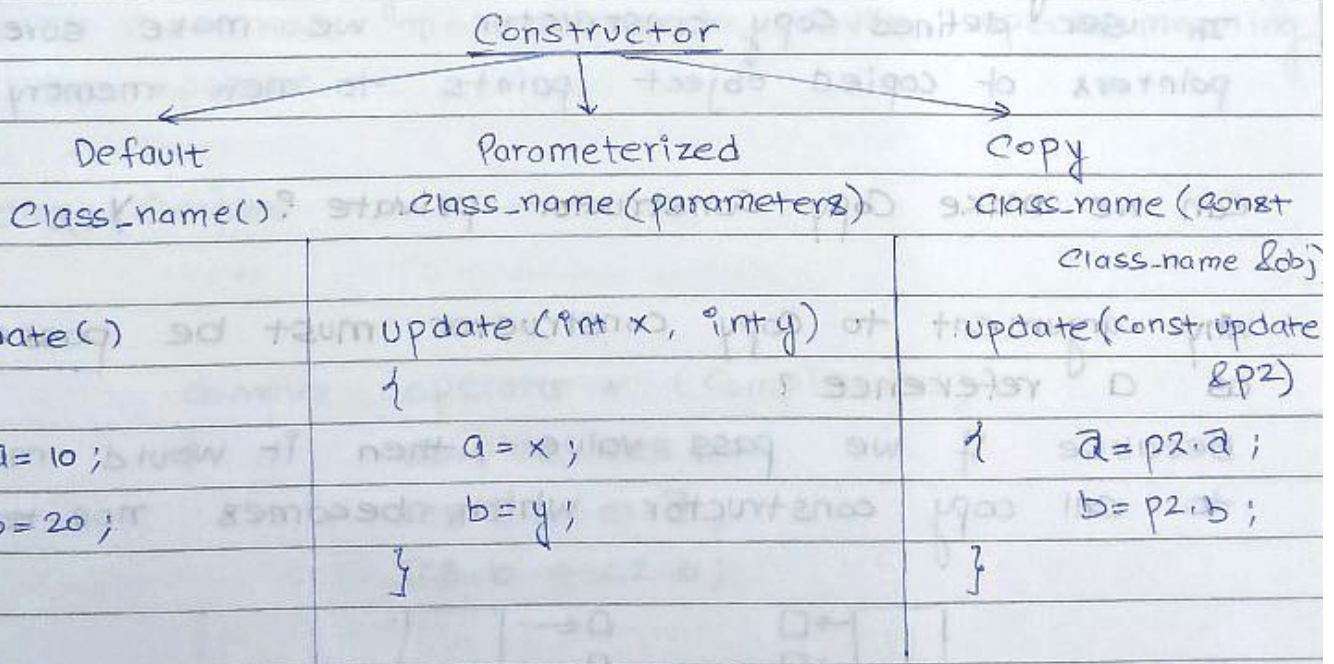 Constructor
Default Parameterized Copy
Class_name(). class_name (parameters) class_name (const
Class_name &obj)
date() update (int x, int y) update (const update
{ &p2)
a = 10 ; a = x ; { a = p2.a ;
b = 20 ; b = y ; b = p2.b ;
} }